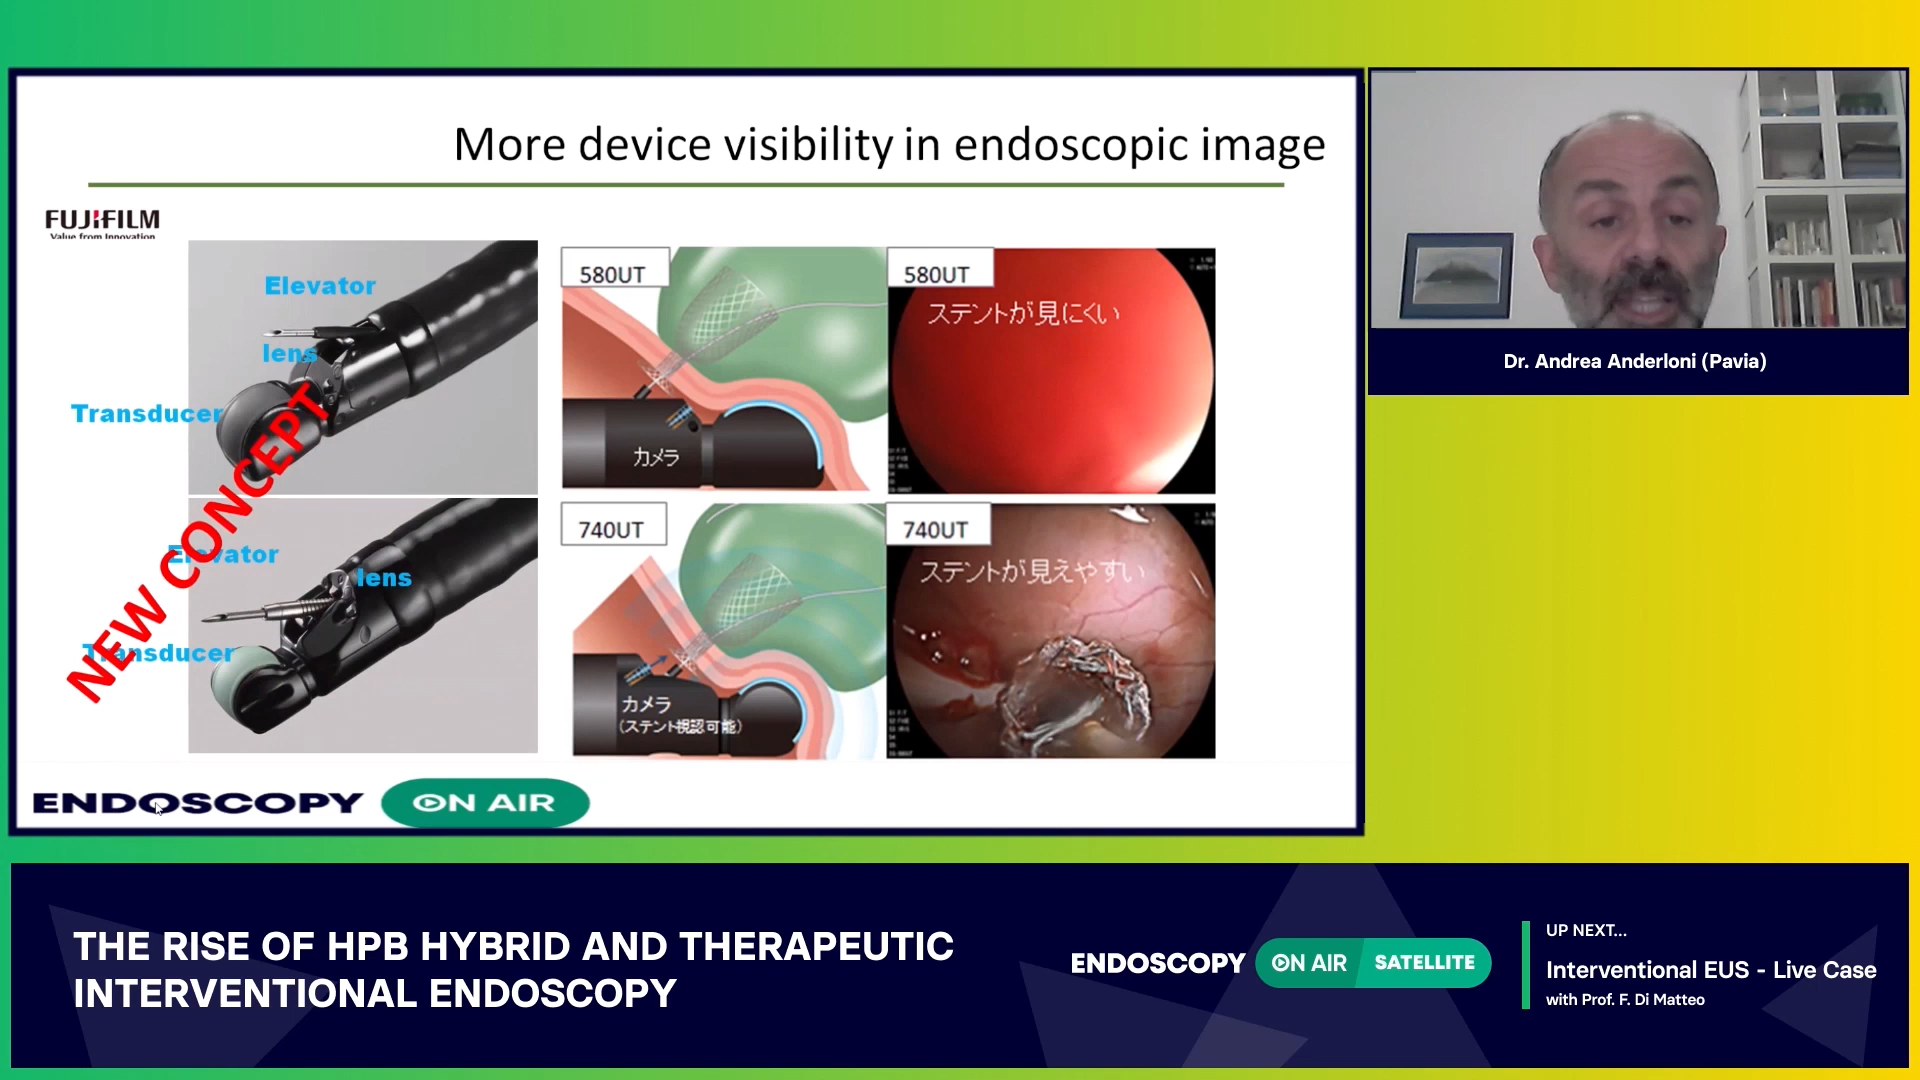 More device visibility in endoscopic image
FUJIFILM
Value from Innovation
Elevator
lens
Transducer
NEW CONCEPT
Elevator
lens
Transducer
580UT
カメラ
580UT
ステントが見にくい
740UT
カメラ
(ステント視認可能)
740UT
ステントが見えやすい
ENDOSCOPY ON AIR
Dr. Andrea Anderloni (Pavia)
THE RISE OF HPB HYBRID AND THERAPEUTIC
INTERVENTIONAL ENDOSCOPY
ENDOSCOPY ON AIR SATELLITE
UP NEXT...
Interventional EUS - Live Case
with Prof. F. Di Matteo